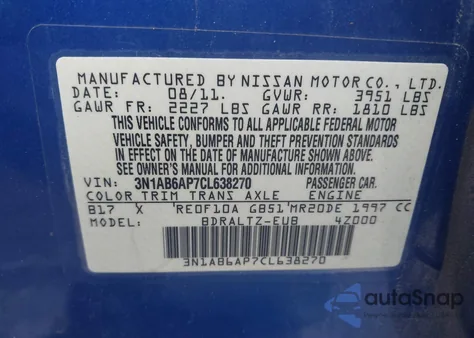 MANUFACTURED BY NISSAN MOTOR CO., LTD.
DATE: 08/11. GVWR: 3951 LBS
GAWR FR: 2227 LBS GAWR RR: 1810 LBS
THIS VEHICLE CONFORMS TO ALL APPLICABLE FEDERAL MOTOR
VEHICLE SAFETY, BUMPER AND THEFT PREVENTION STANDARDS
IN EFFECT ON THE DATE OF MANUFACTURE SHOWN ABOVE.
SEE OWNER'S MANUAL FOR ADDITIONAL INFORMATION.
VIN: 3N1AB6AP7CL638270 PASSENGER CAR.
COLOR TRIM TRANS AXLE ENGINE
B17 X RE0F10A GB51 MR20DE 1997 CC
MODEL: BDRALTZ-EUB 4Z000
3N1AB6AP7CL638270
autoSnap
www.autosnap.com